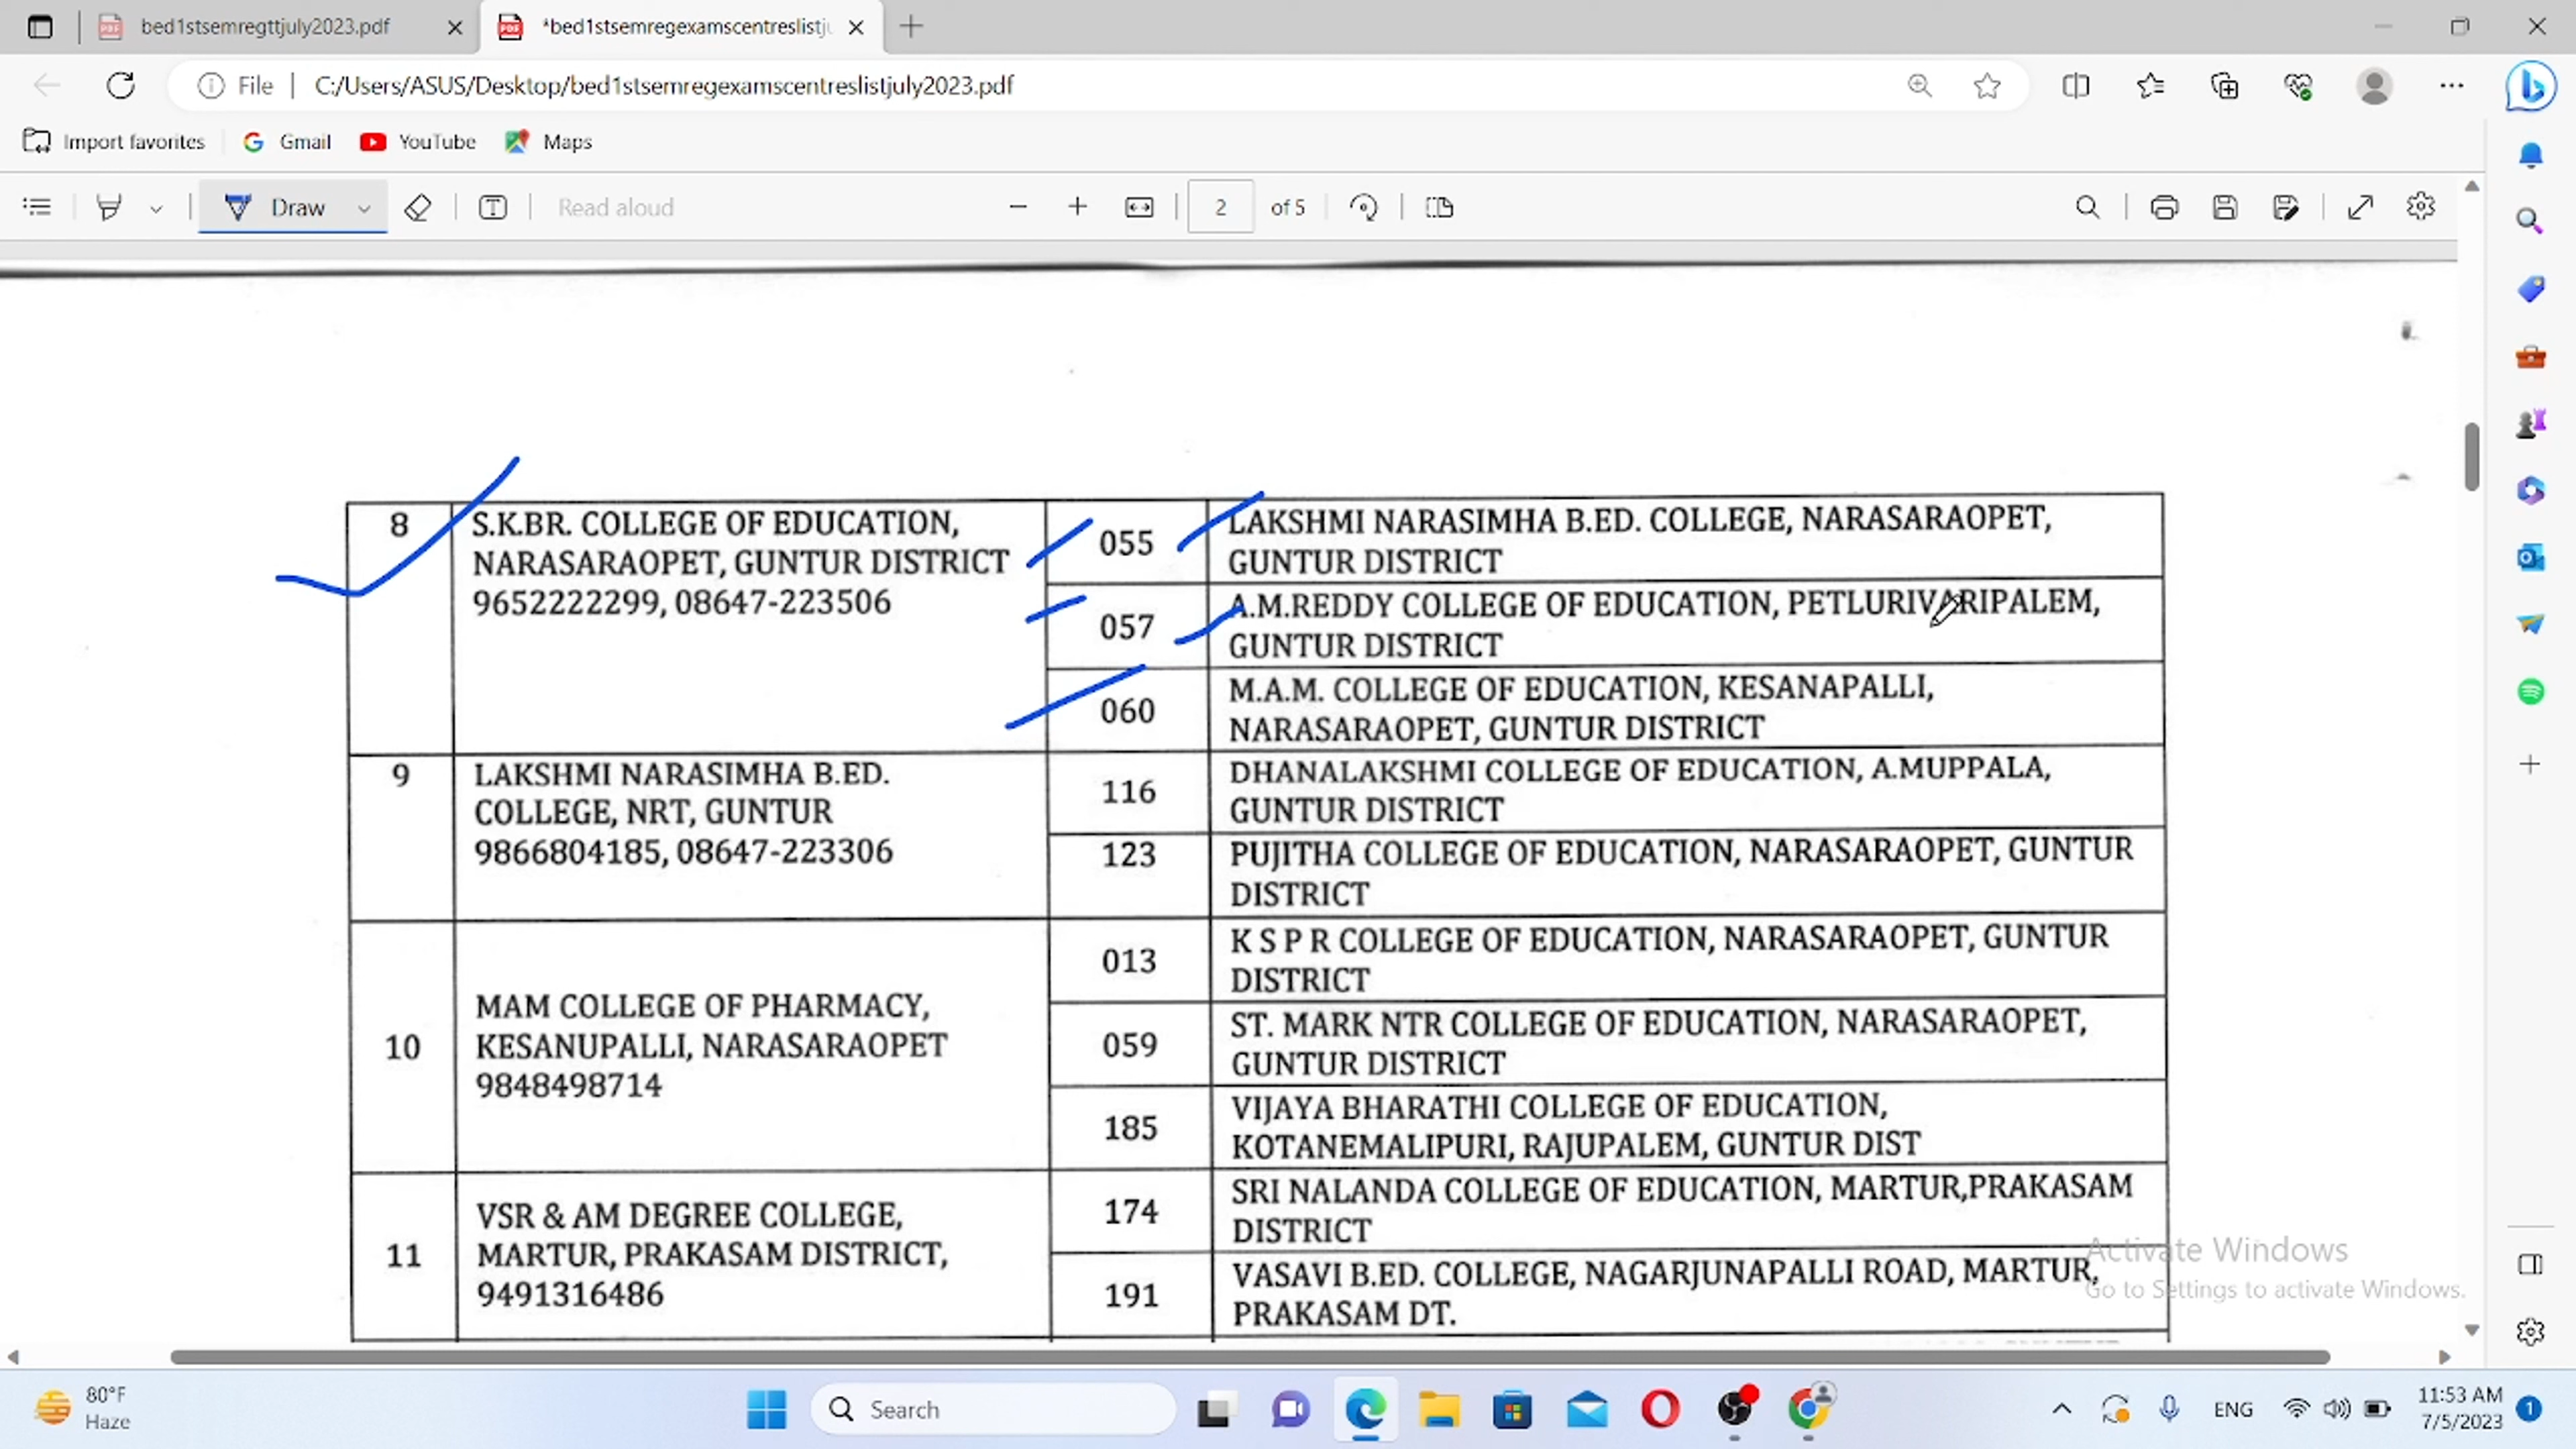 bed1stsemregttjuly2023.pdf
*bed1stsemregexamscentreslistju
File
C:/Users/ASUS/Desktop/bed1stsemregexamscentreslistjuly2023.pdf
Import favorites
Gmail
YouTube
Maps
Draw
Read aloud
2 of 5
8
S.K.BR. COLLEGE OF EDUCATION,
NARASARAOPET, GUNTUR DISTRICT
9652222299, 08647-223506
055
LAKSHMI NARASIMHA B.ED. COLLEGE, NARASARAOPET,
GUNTUR DISTRICT
057
A.M.REDDY COLLEGE OF EDUCATION, PETLURIVARIPALEM,
GUNTUR DISTRICT
060
M.A.M. COLLEGE OF EDUCATION, KESANAPALLI,
NARASARAOPET, GUNTUR DISTRICT
9
LAKSHMI NARASIMHA B.ED.
COLLEGE, NRT, GUNTUR
9866804185, 08647-223306
116
DHANALAKSHMI COLLEGE OF EDUCATION, A.MUPPALA,
GUNTUR DISTRICT
123
PUJITHA COLLEGE OF EDUCATION, NARASARAOPET, GUNTUR
DISTRICT
10
MAM COLLEGE OF PHARMACY,
KESANUPALLI, NARASARAOPET
9848498714
013
K S P R COLLEGE OF EDUCATION, NARASARAOPET, GUNTUR
DISTRICT
059
ST. MARK NTR COLLEGE OF EDUCATION, NARASARAOPET,
GUNTUR DISTRICT
185
VIJAYA BHARATHI COLLEGE OF EDUCATION,
KOTANEMALIPURI, RAJUPALEM, GUNTUR DIST
11
VSR & AM DEGREE COLLEGE,
MARTUR, PRAKASAM DISTRICT,
9491316486
174
SRI NALANDA COLLEGE OF EDUCATION, MARTUR,PRAKASAM
DISTRICT
191
VASAVI B.ED. COLLEGE, NAGARJUNAPALLI ROAD, MARTUR,
PRAKASAM DT.
Activate Windows
Go to Settings to activate Windows.
80°F
Haze
Search
ENG
11:53 AM
7/5/2023
1